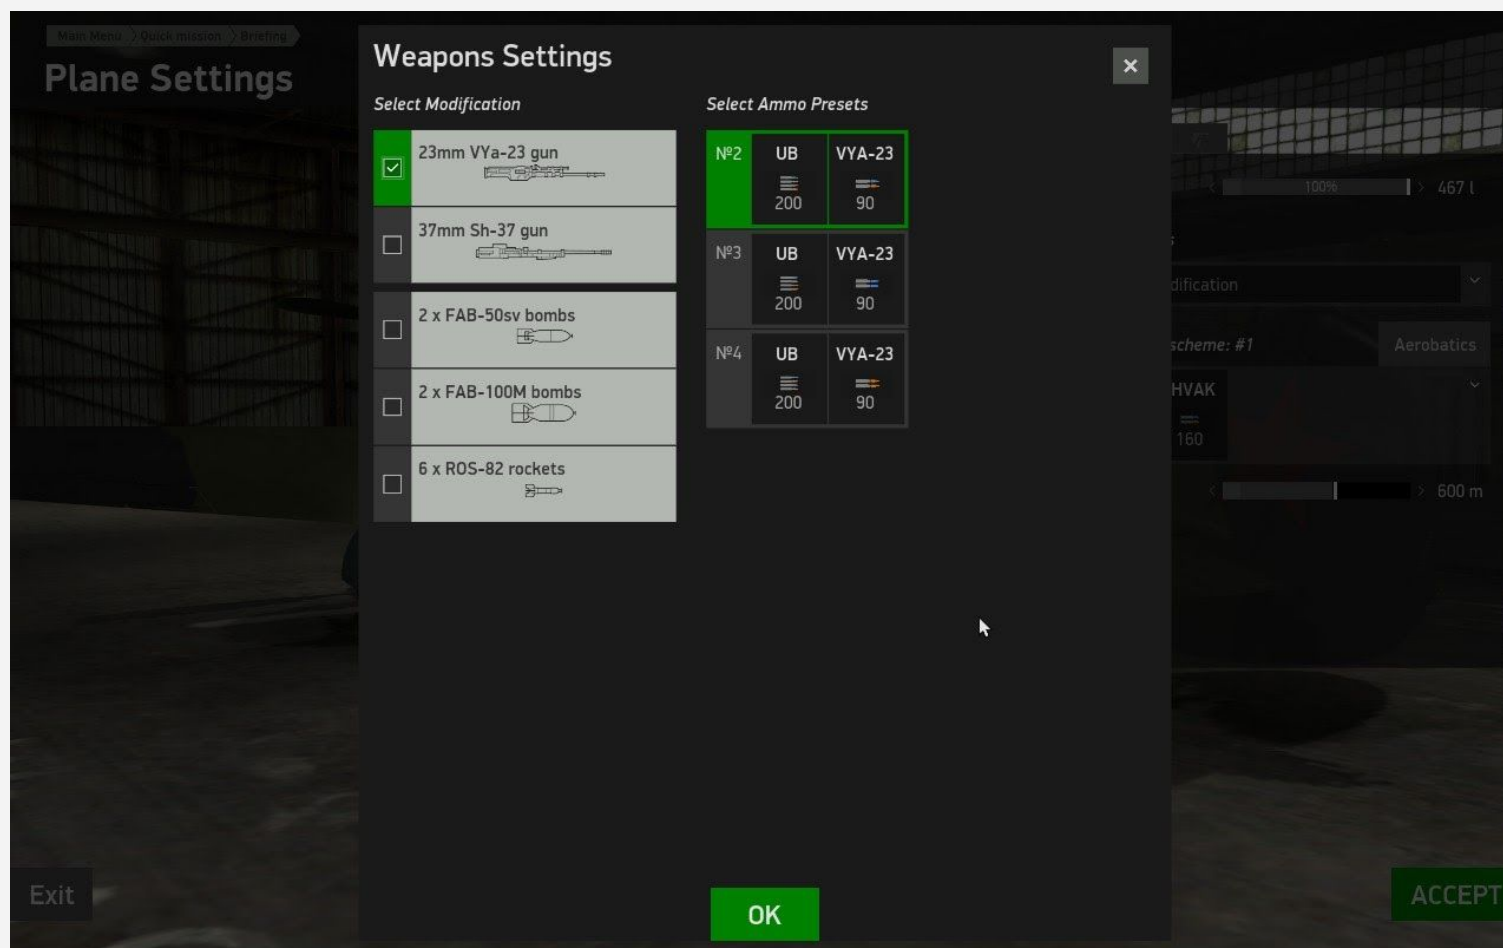 Main Menu Quick mission Briefing
Plane Settings
Weapons Settings
Select Modification
Select Ammo Presets
23mm VYa-23 gun
37mm Sh-37 gun
2 x FAB-50sv bombs
2 x FAB-100M bombs
6 x ROS-82 rockets
№2 UB VYA-23
200 90
№3 UB VYA-23
200 90
№4 UB VYA-23
200 90
100% 467 l
dification
scheme: #1 Aerobatics
HVAK
160
600 m
Exit
OK
ACCEPT